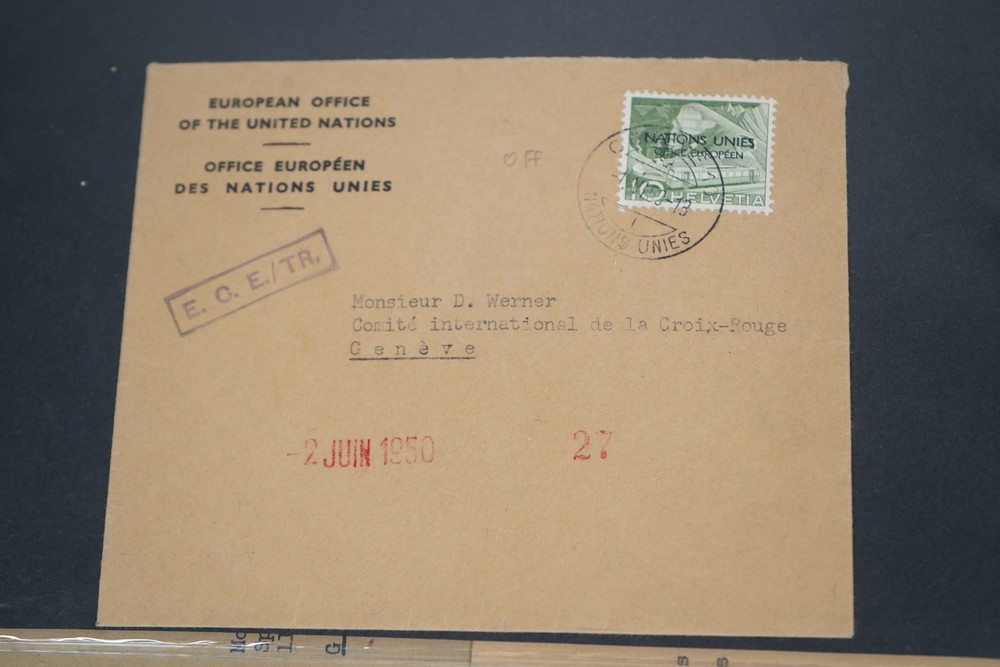 EUROPEAN OFFICE
OF THE UNITED NATIONS
OFFICE EUROPÉEN
DES NATIONS UNIES
OFF
NATIONS UNIES
OFFICE EUROPÉEN
HELVETIA
NATIONS UNIES
E. C. E./TR.
Monsieur D. Werner
Comité international de la Croix-Rouge
Genève
-2 JUIN 1950
27